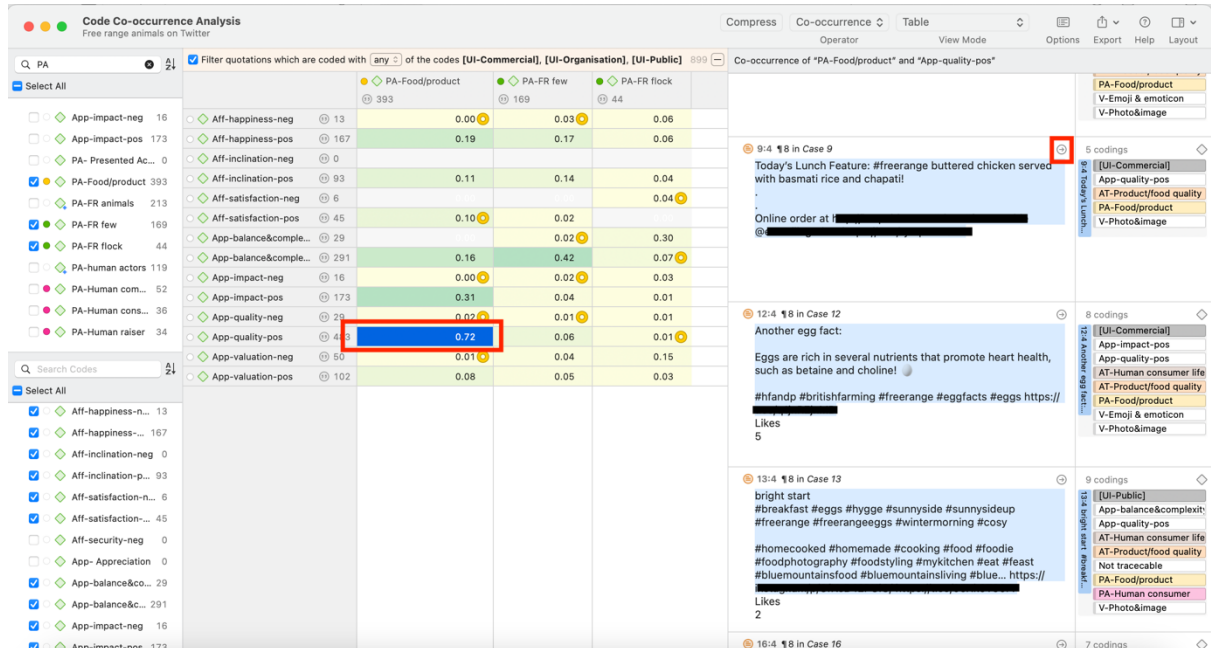 Code Co-occurrence Analysis
Free range animals on Twitter
Compress
Co-occurrence
Table
Operator
View Mode
Options
Export
Help
Layout
PA
Select All
App-impact-neg 16
App-impact-pos 173
PA- Presented Ac... 0
PA-Food/product 393
PA-FR animals 213
PA-FR few 169
PA-FR flock 44
PA-human actors 119
PA-Human com... 52
PA-Human cons... 36
PA-Human raiser 34
Search Codes
Select All
Aff-happiness-n... 13
Aff-happiness-... 167
Aff-inclination-neg 0
Aff-inclination-p... 93
Aff-satisfaction-n... 6
Aff-satisfaction-... 45
Aff-security-neg 0
App- Appreciation 0
App-balance&co... 29
App-balance&c... 291
App-impact-neg 16
App-impact-pos 173
Filter quotations which are coded with any of the codes [UI-Commercial], [UI-Organisation], [UI-Public] 899
PA-Food/product PA-FR few PA-FR flock
393 169 44
Aff-happiness-neg 13 0.00 0.03 0.06
Aff-happiness-pos 167 0.19 0.17 0.06
Aff-inclination-neg 0
Aff-inclination-pos 93 0.11 0.14 0.04
Aff-satisfaction-neg 6 0.04
Aff-satisfaction-pos 45 0.10 0.02
App-balance&comple... 29 0.02 0.30
App-balance&comple... 291 0.16 0.42 0.07
App-impact-neg 16 0.00 0.02 0.03
App-impact-pos 173 0.31 0.04 0.01
App-quality-neg 29 0.02 0.01 0.01
App-quality-pos 0.72 0.06 0.01
App-valuation-neg 50 0.01 0.04 0.15
App-valuation-pos 102 0.08 0.05 0.03
Co-occurrence of "PA-Food/product" and "App-quality-pos"
PA-Food/product
V-Emoji & emoticon
V-Photo&image
9:4 ¶8 in Case 9
Today's Lunch Feature: #freerange buttered chicken served
with basmati rice and chapati!
.
.
Online order at
5 codings
9:4 Today's Lunch...
[UI-Commercial]
App-quality-pos
AT-Product/food quality
PA-Food/product
V-Photo&image
12:4 ¶8 in Case 12
Another egg fact:
Eggs are rich in several nutrients that promote heart health,
such as betaine and choline!
#hfandp #britishfarming #freerange #eggfacts #eggs https://
Likes
5
8 codings
12:4 Another egg fact:...
[UI-Commercial]
App-impact-pos
App-quality-pos
AT-Human consumer life
AT-Product/food quality
PA-Food/product
V-Emoji & emoticon
V-Photo&image
13:4 ¶8 in Case 13
bright start
#breakfast #eggs #hygge #sunnyside #sunnysideup
#freerange #freerangeeggs #wintermorning #cosy
#homecooked #homemade #cooking #food #foodie
#foodphotography #foodstyling #mykitchen #eat #feast
#bluemountainsfood #bluemountainsliving #blue... https://
Likes
2
9 codings
13:4 bright start #breakf...
[UI-Public]
App-balance&complexity
App-quality-pos
AT-Human consumer life
AT-Product/food quality
Not tracecable
PA-Food/product
PA-Human consumer
V-Photo&image
16:4 ¶8 in Case 16
7 codings